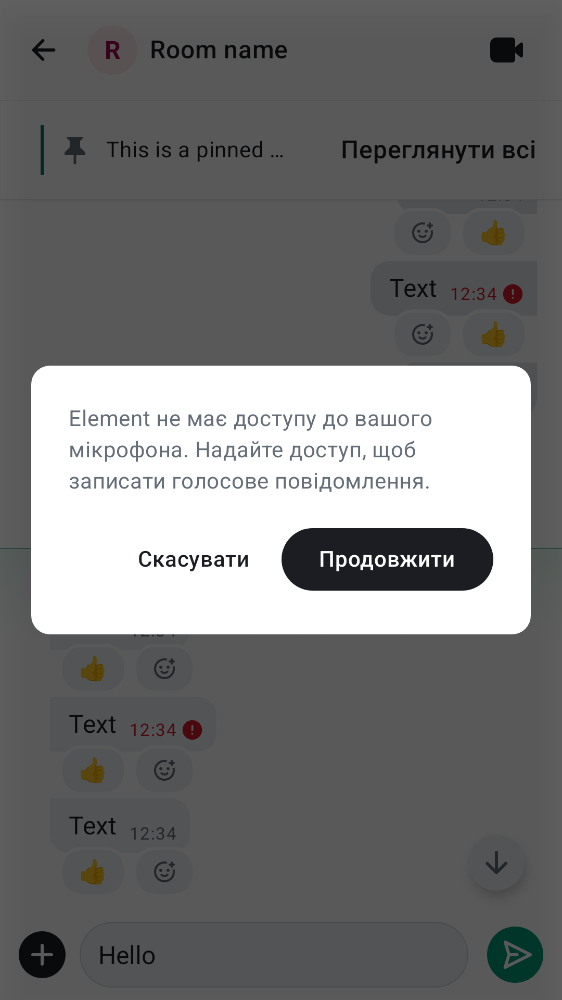 R Room name
This is a pinned … Переглянути всі
Text 12:34
Element не має доступу до вашого
мікрофона. Надайте доступ, щоб
записати голосове повідомлення.
Скасувати Продовжити
Text 12:34
Text 12:34
Hello